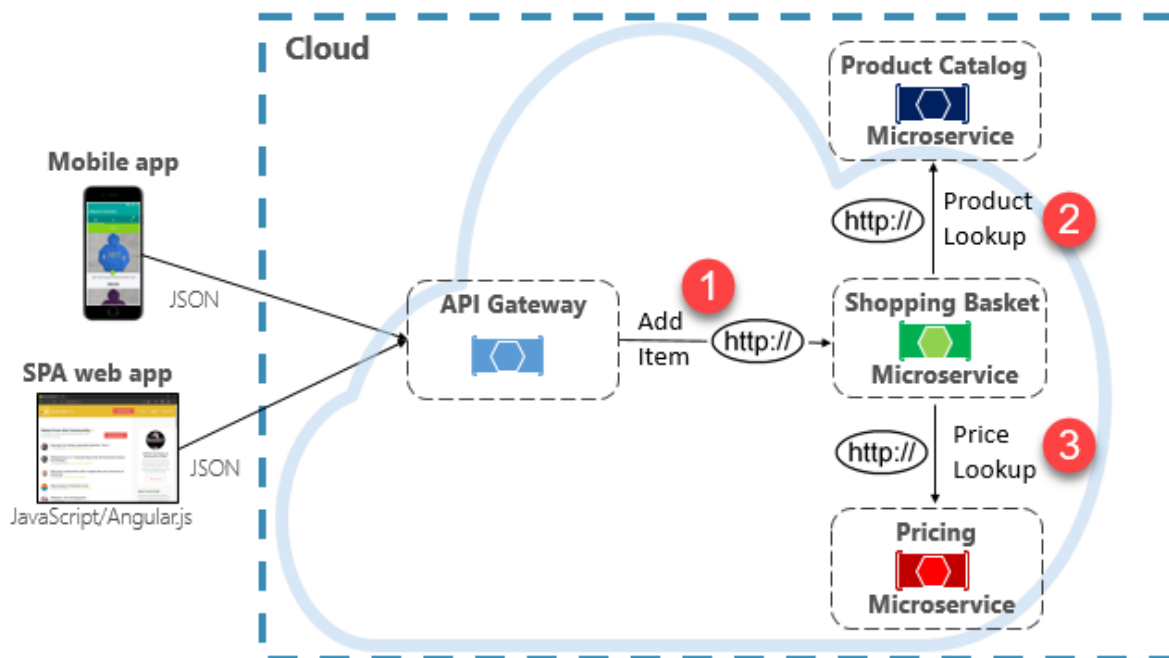 Cloud
Product Catalog
Microservice
Mobile app
http://
Product
Lookup
2
JSON
API Gateway
1
Add
Item
http://
Shopping Basket
Microservice
SPA web app
JSON
JavaScript/Angular.js
http://
Price
Lookup
3
Pricing
Microservice